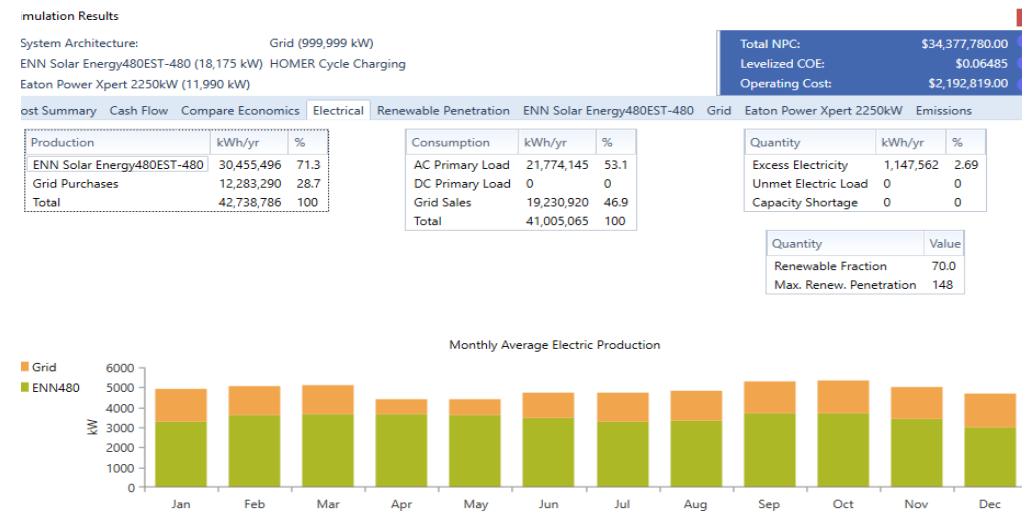 mulation Results
System Architecture: Grid (999,999 kW)
ENN Solar Energy480EST-480 (18,175 kW) HOMER Cycle Charging
Eaton Power Xpert 2250kW (11,990 kW)
Total NPC: $34,377,780.00
Levelized COE: $0.06485
Operating Cost: $2,192,819.00
ost Summary Cash Flow Compare Economics Electrical Renewable Penetration ENN Solar Energy480EST-480 Grid Eaton Power Xpert 2250kW Emissions
Production kWh/yr %
ENN Solar Energy480EST-480 30,455,496 71.3
Grid Purchases 12,283,290 28.7
Total 42,738,786 100
Consumption kWh/yr %
AC Primary Load 21,774,145 53.1
DC Primary Load 0 0
Grid Sales 19,230,920 46.9
Total 41,005,065 100
Quantity kWh/yr %
Excess Electricity 1,147,562 2.69
Unmet Electric Load 0 0
Capacity Shortage 0 0
Quantity Value
Renewable Fraction 70.0
Max. Renew. Penetration 148
Monthly Average Electric Production
Grid
ENN480
kW
6000
5000
4000
3000
2000
1000
0
Jan Feb Mar Apr May Jun Jul Aug Sep Oct Nov Dec